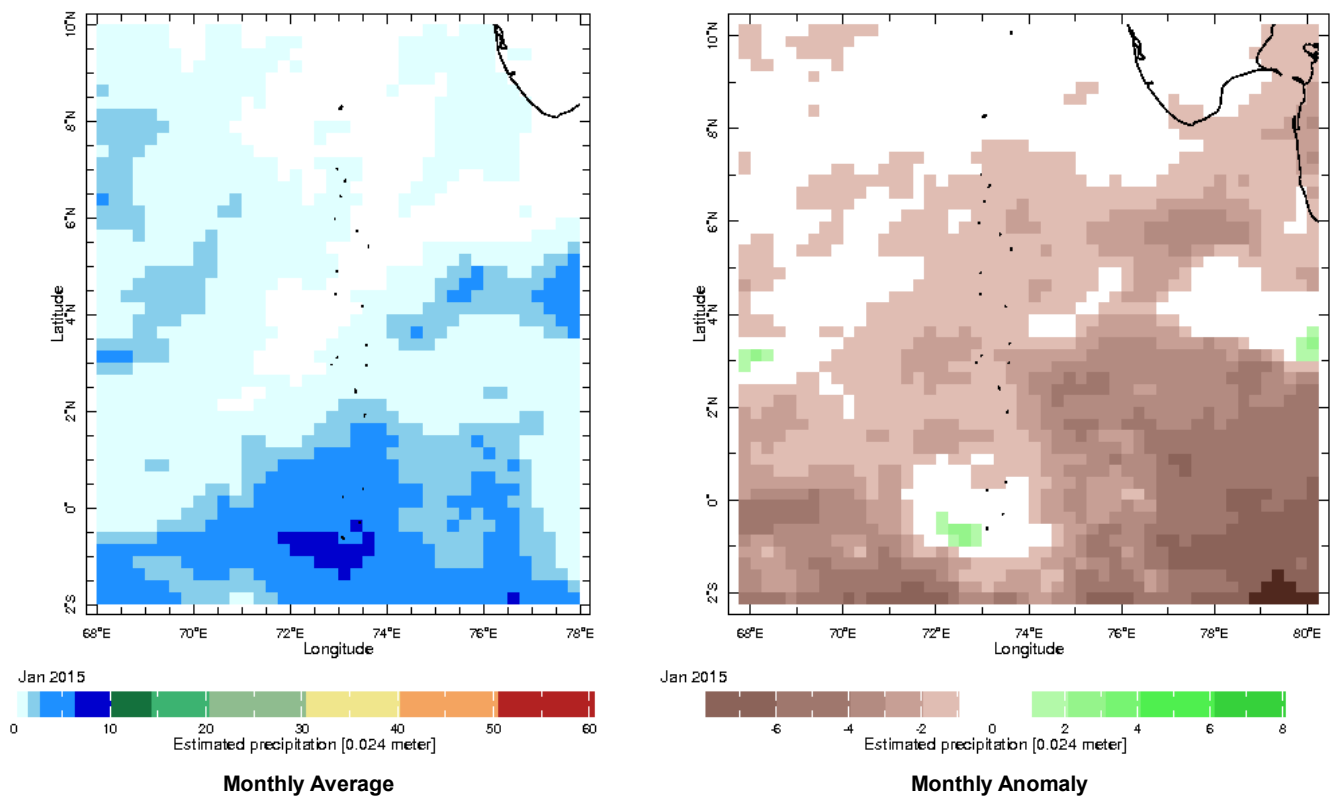 10°N
8°N
6°N
4°N
2°N
0°
2°S
Latitude
68°E 70°E 72°E 74°E 76°E 78°E
Longitude
Jan 2015
0 10 20 30 40 50 60
Estimated precipitation [0.024 meter]
Monthly Average
10°N
8°N
6°N
4°N
2°N
0°
2°S
Latitude
68°E 70°E 72°E 74°E 76°E 78°E 80°E
Longitude
Jan 2015
-6 -4 -2 0 2 4 6 8
Estimated precipitation [0.024 meter]
Monthly Anomaly